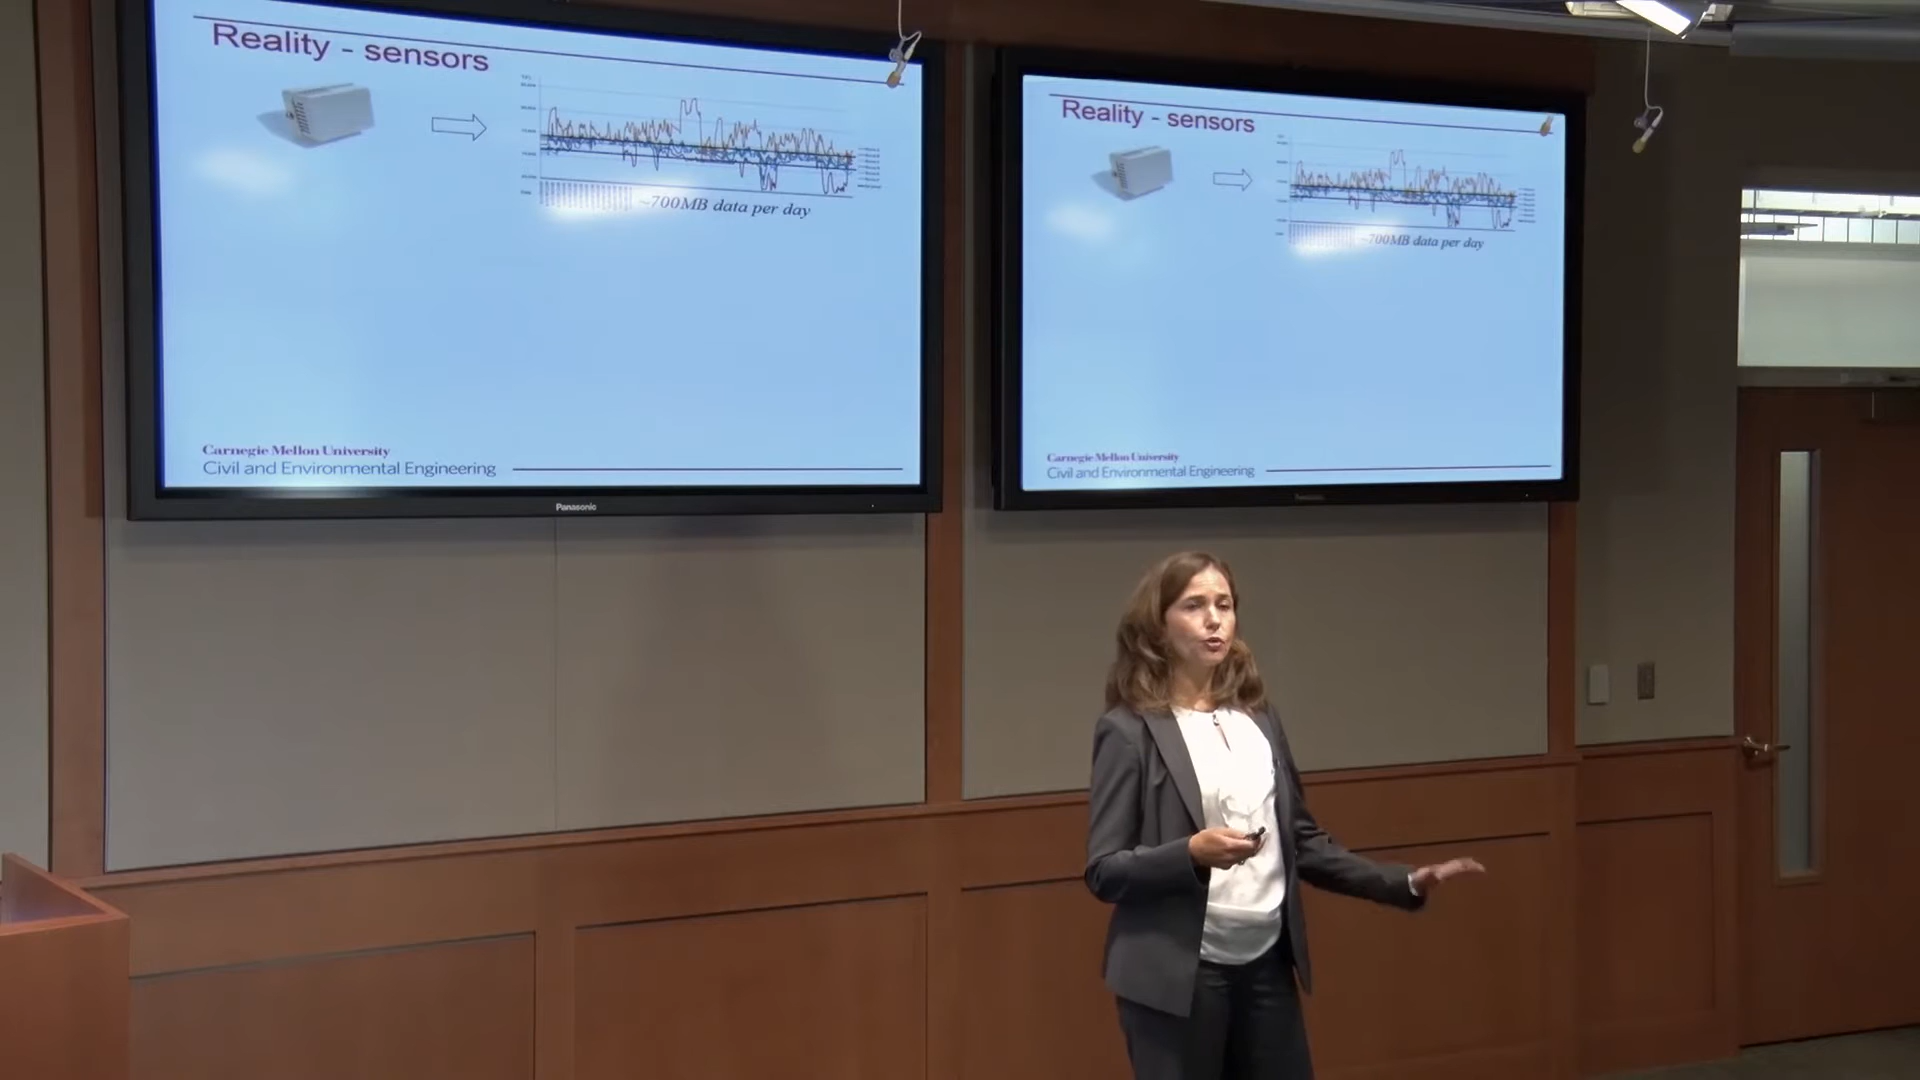 Reality - sensors
~700MB data per day
Carnegie Mellon University
Civil and Environmental Engineering
Panasonic
Reality - sensors
~700MB data per day
Carnegie Mellon University
Civil and Environmental Engineering
Panasonic